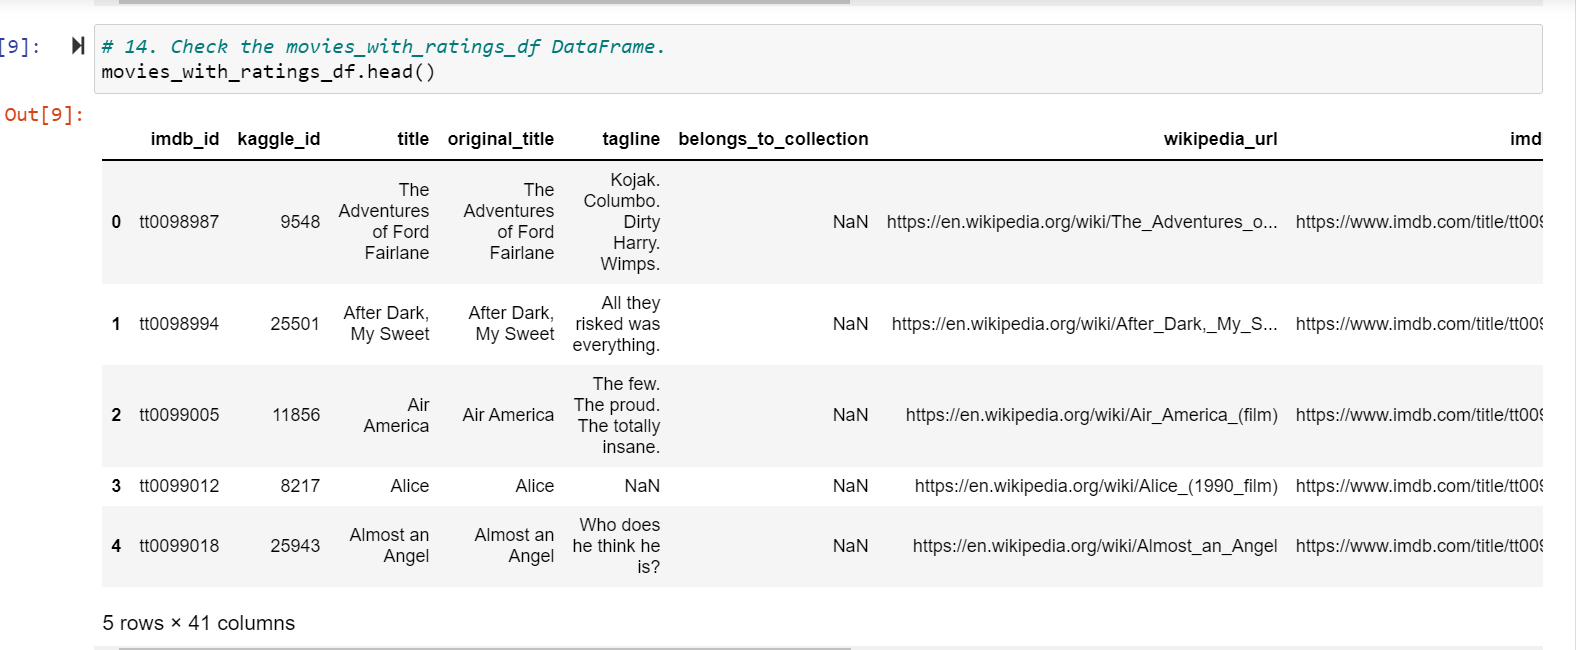 [9]:
# 14. Check the movies_with_ratings_df DataFrame.
movies_with_ratings_df.head()
Out[9]:
imdb_id kaggle_id title original_title tagline belongs_to_collection wikipedia_url imd
0 tt0098987 9548 The Adventures of Ford Fairlane The Adventures of Ford Fairlane Kojak. Columbo. Dirty Harry. Wimps. NaN https://en.wikipedia.org/wiki/The_Adventures_o... https://www.imdb.com/title/tt009
1 tt0098994 25501 After Dark, My Sweet After Dark, My Sweet All they risked was everything. NaN https://en.wikipedia.org/wiki/After_Dark,_My_S... https://www.imdb.com/title/tt009
2 tt0099005 11856 Air America Air America The few. The proud. The totally insane. NaN https://en.wikipedia.org/wiki/Air_America_(film) https://www.imdb.com/title/tt009
3 tt0099012 8217 Alice Alice NaN NaN https://en.wikipedia.org/wiki/Alice_(1990_film) https://www.imdb.com/title/tt009
4 tt0099018 25943 Almost an Angel Almost an Angel Who does he think he is? NaN https://en.wikipedia.org/wiki/Almost_an_Angel https://www.imdb.com/title/tt009
5 rows × 41 columns